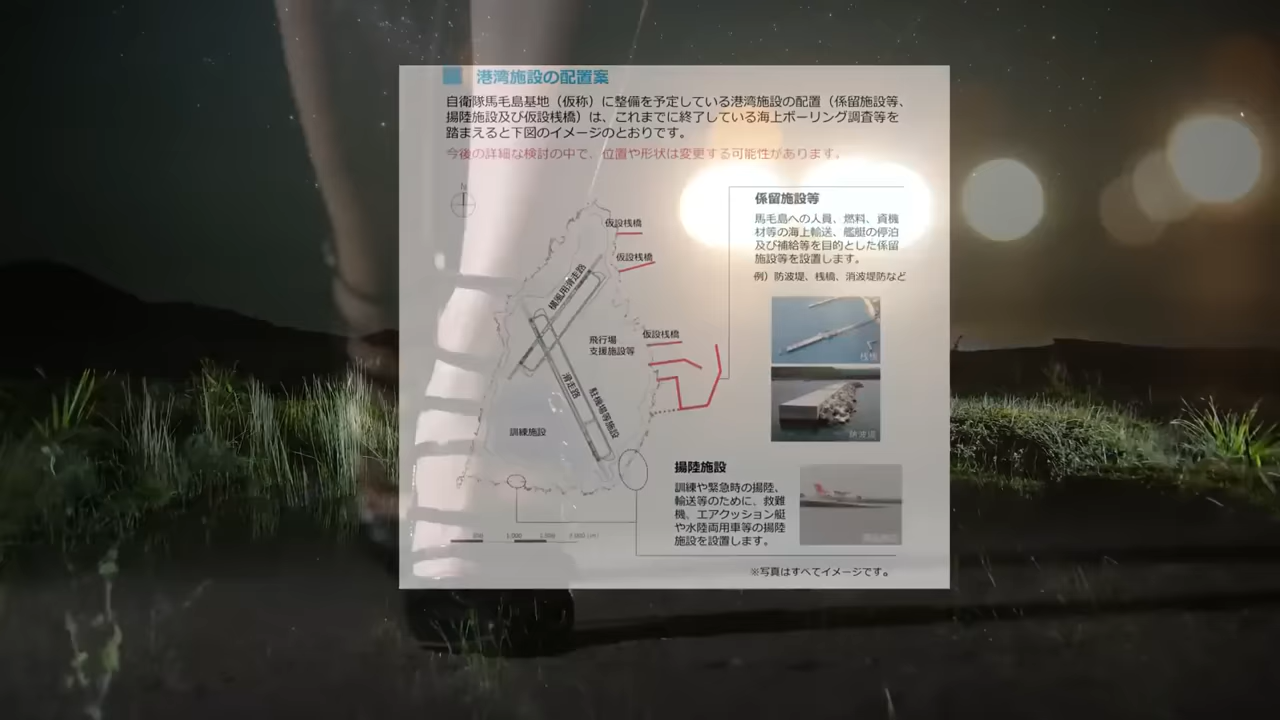 港湾施設の配置案
自衛隊馬毛島基地（仮称）に整備を予定している港湾施設の配置（係留施設等、
揚陸施設及び仮設桟橋）は、これまでに終了している海上ボーリング調査等を
踏まえると下図のイメージのとおりです。
今後の詳細な検討の中で、位置や形状は変更する可能性があります。
N
仮設桟橋
仮設桟橋
横風用滑走路
仮設桟橋
飛行場
支援施設等
滑走路
駐機場等施設
訓練施設
係留施設等
馬毛島への人員、燃料、資機
材等の海上輸送、艦艇の停泊
及び補給等を目的とした係留
施設等を設置します。
例）防波堤、桟橋、消波堤防など
桟橋
揚陸施設
訓練や緊急時の揚陸、
輸送等のために、救難
機、エアクッション艇
や水陸両用車等の揚陸
施設を設置します。
1,000
1,500
※写真はすべてイメージです。